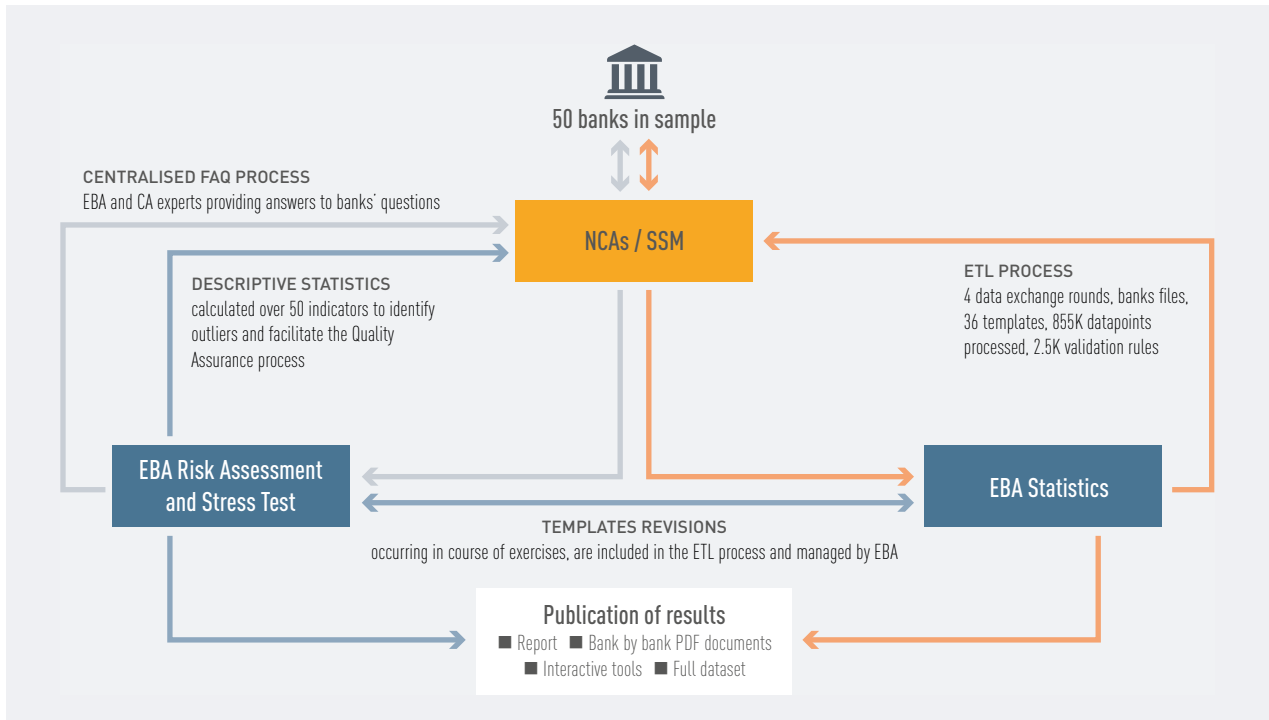 50 banks in sample
CENTRALISED FAQ PROCESS
EBA and CA experts providing answers to banks’ questions
NCAs / SSM
DESCRIPTIVE STATISTICS
calculated over 50 indicators to identify
outliers and facilitate the Quality
Assurance process
ETL PROCESS
4 data exchange rounds, banks files,
36 templates, 855K datapoints
processed, 2.5K validation rules
EBA Risk Assessment
and Stress Test
EBA Statistics
TEMPLATES REVISIONS
occurring in course of exercises, are included in the ETL process and managed by EBA
Publication of results
■ Report ■ Bank by bank PDF documents
■ Interactive tools ■ Full dataset